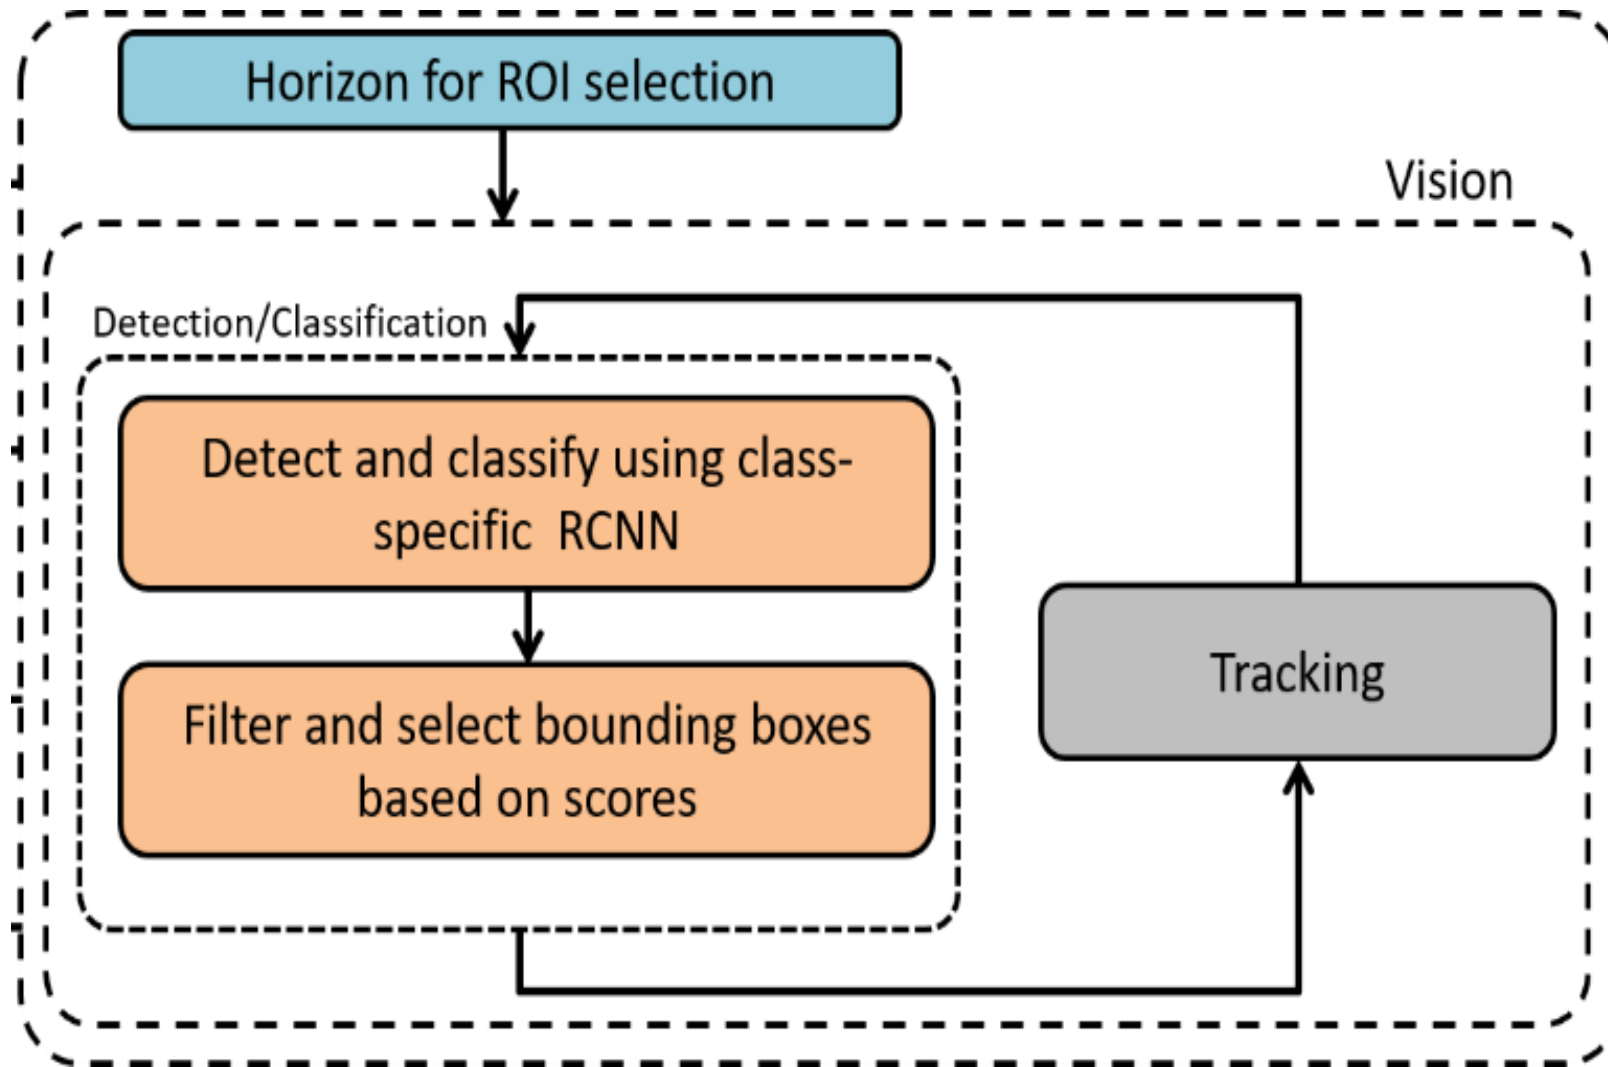 Horizon for ROI selection
Vision
Detection/Classification
Detect and classify using class-
specific RCNN
Filter and select bounding boxes
based on scores
Tracking